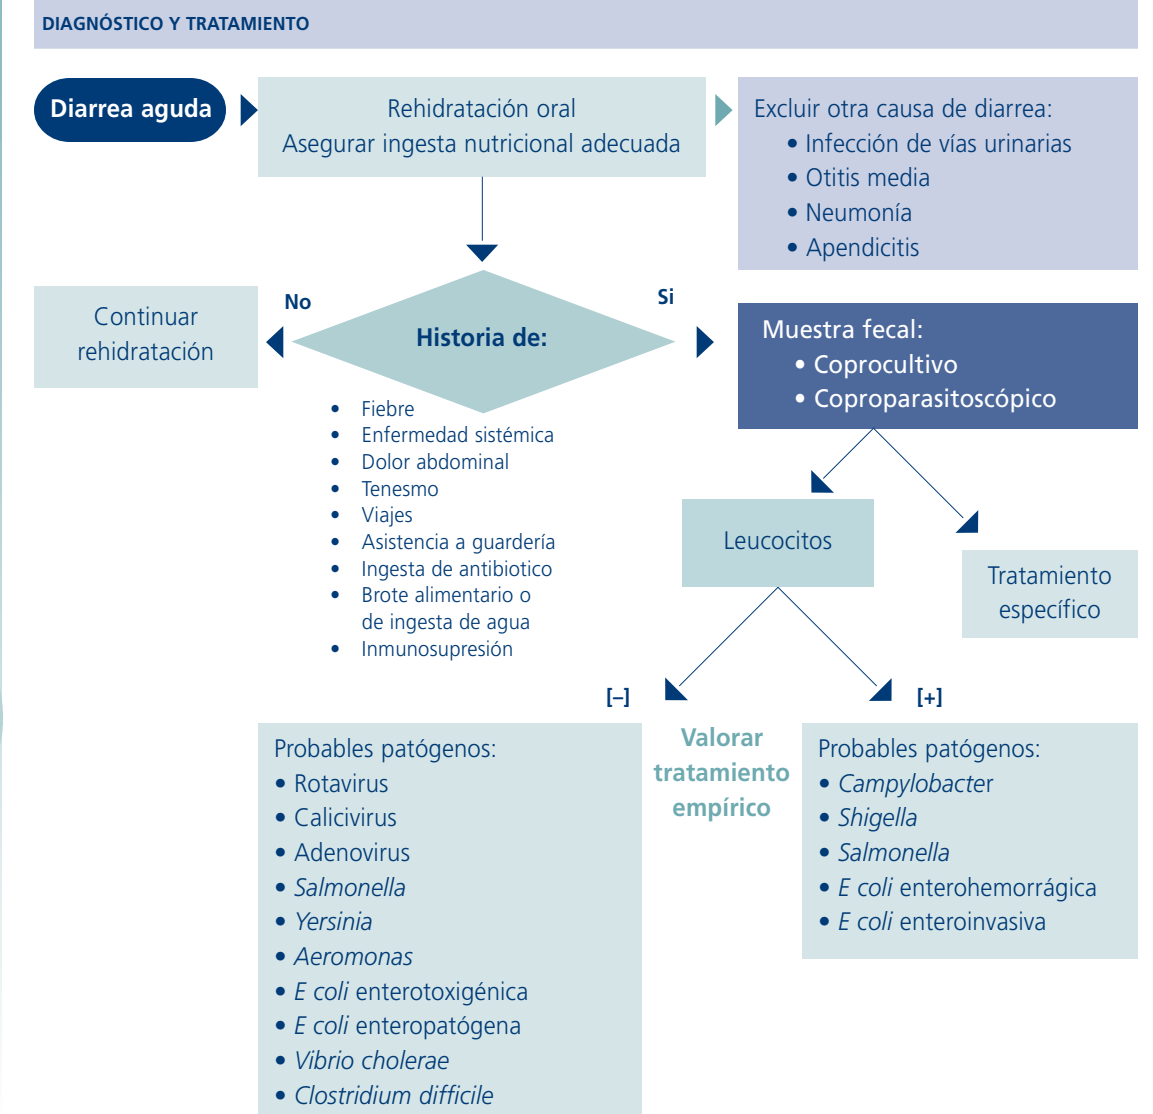 DIAGNÓSTICO Y TRATAMIENTO
Diarrea aguda
Rehidratación oral
Asegurar ingesta nutricional adecuada
Excluir otra causa de diarrea:
• Infección de vías urinarias
• Otitis media
• Neumonía
• Apendicitis
No
Si
Continuar
rehidratación
Historia de:
Muestra fecal:
• Coprocultivo
• Coproparasitoscópico
• Fiebre
• Enfermedad sistémica
• Dolor abdominal
• Tenesmo
• Viajes
• Asistencia a guardería
• Ingesta de antibiotico
• Brote alimentario o
de ingesta de agua
• Inmunosupresión
Leucocitos
Tratamiento
específico
[–]
[+]
Probables patógenos:
• Rotavirus
• Calicivirus
• Adenovirus
• Salmonella
• Yersinia
• Aeromonas
• E coli enterotoxigénica
• E coli enteropatógena
• Vibrio cholerae
• Clostridium difficile
Valorar
tratamiento
empírico
Probables patógenos:
• Campylobacter
• Shigella
• Salmonella
• E coli enterohemorrágica
• E coli enteroinvasiva